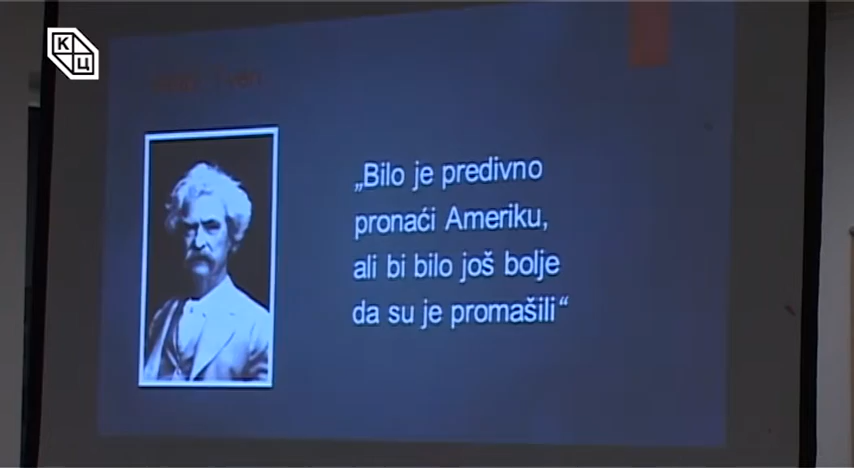 К
Ц
„Bilo je predivno
pronaći Ameriku,
ali bi bilo još bolje
da su je promašili“